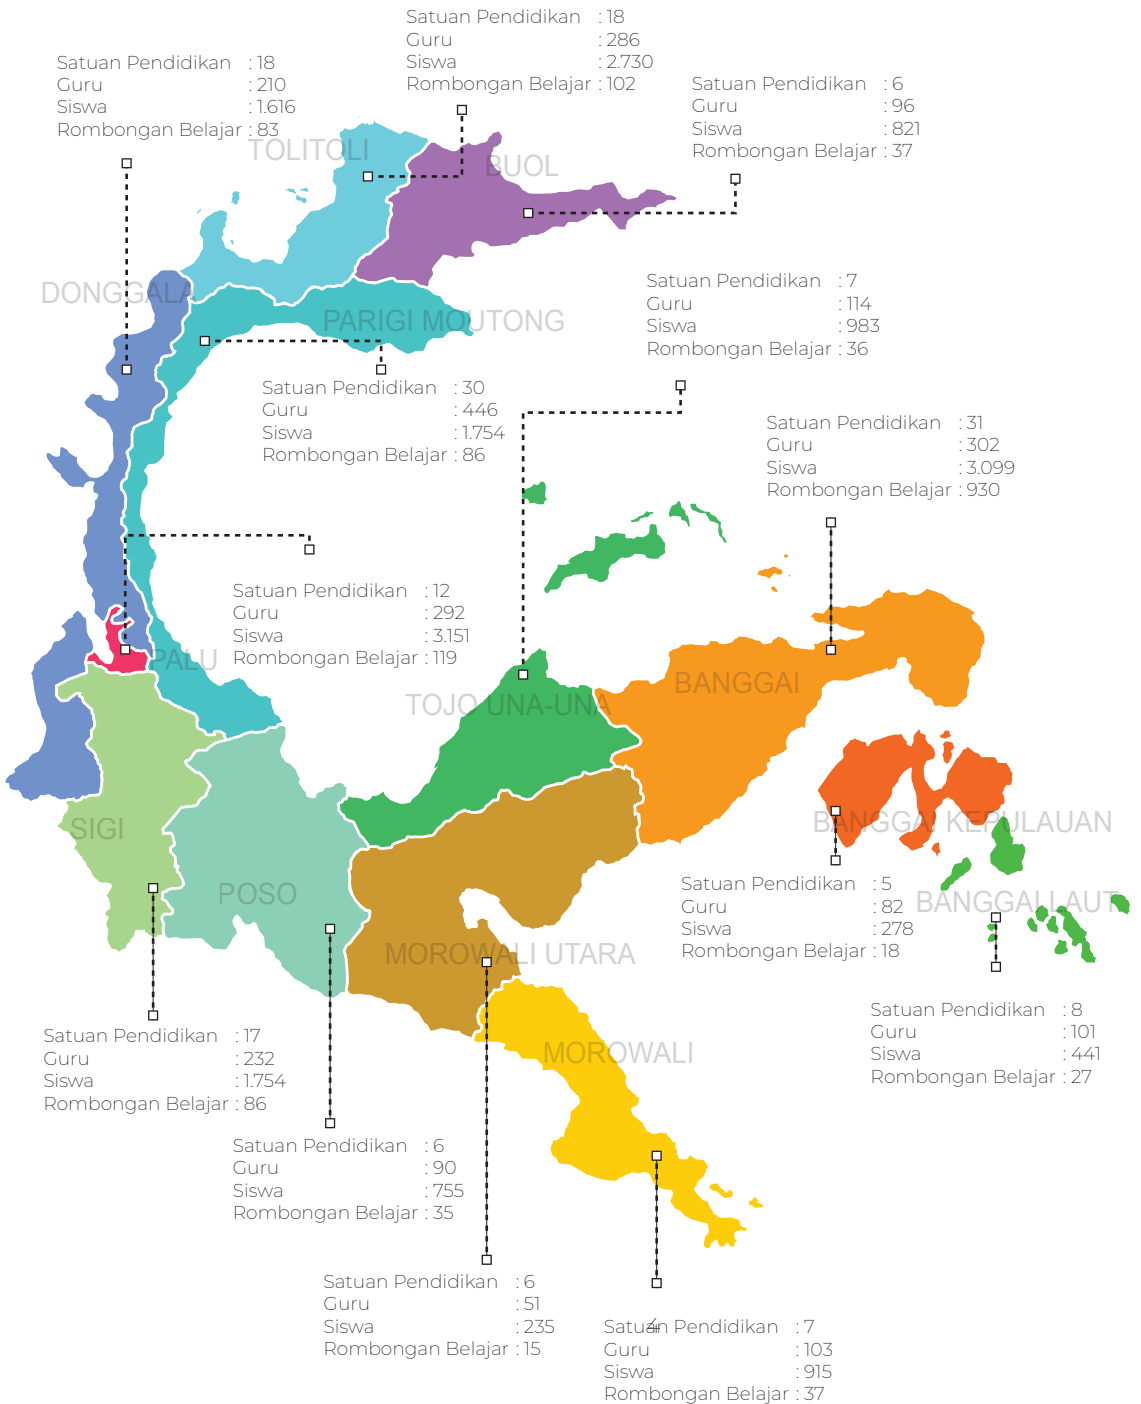 Satuan Pendidikan : 18
Guru : 286
Siswa : 2.730
Rombongan Belajar : 102
Satuan Pendidikan : 18
Guru : 210
Siswa : 1.616
Rombongan Belajar : 83
Satuan Pendidikan : 6
Guru : 96
Siswa : 821
Rombongan Belajar : 37
TOLITOLI
BUOL
DONGGALA
PARIGI MOUTONG
Satuan Pendidikan : 7
Guru : 114
Siswa : 983
Rombongan Belajar : 36
Satuan Pendidikan : 30
Guru : 446
Siswa : 1.754
Rombongan Belajar : 86
Satuan Pendidikan : 31
Guru : 302
Siswa : 3.099
Rombongan Belajar : 930
Satuan Pendidikan : 12
Guru : 292
Siswa : 3.151
Rombongan Belajar : 119
PALU
TOJO UNA-UNA
BANGGAI
SIGI
POSO
BANGGAI KEPULAUAN
BANGGAI LAUT
MOROWALI UTARA
MOROWALI
Satuan Pendidikan : 5
Guru : 82
Siswa : 278
Rombongan Belajar : 18
Satuan Pendidikan : 8
Guru : 101
Siswa : 441
Rombongan Belajar : 27
Satuan Pendidikan : 17
Guru : 232
Siswa : 1.754
Rombongan Belajar : 86
Satuan Pendidikan : 6
Guru : 90
Siswa : 755
Rombongan Belajar : 35
Satuan Pendidikan : 6
Guru : 51
Siswa : 235
Rombongan Belajar : 15
4
Satuan Pendidikan : 7
Guru : 103
Siswa : 915
Rombongan Belajar : 37